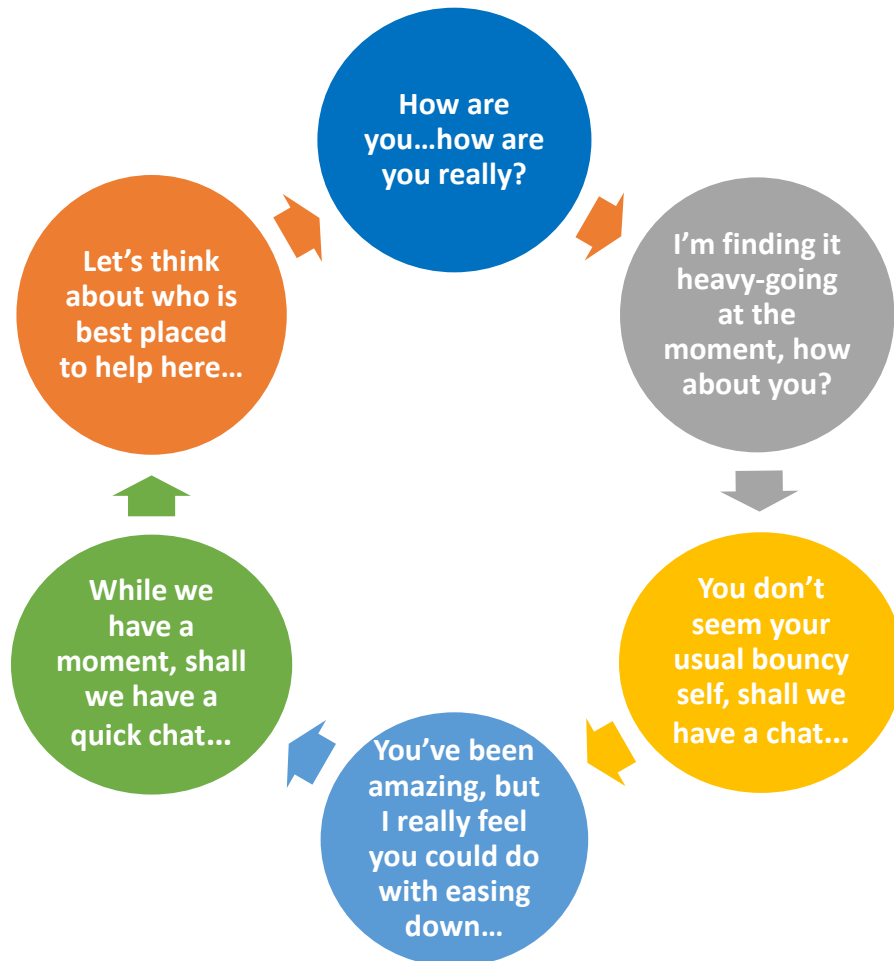 How are
you…how are
you really?
I’m finding it
heavy-going
at the
moment, how
about you?
You don’t
seem your
usual bouncy
self, shall we
have a chat…
You’ve been
amazing, but
I really feel
you could do
with easing
down…
While we
have a
moment, shall
we have a
quick chat…
Let’s think
about who is
best placed
to help here…